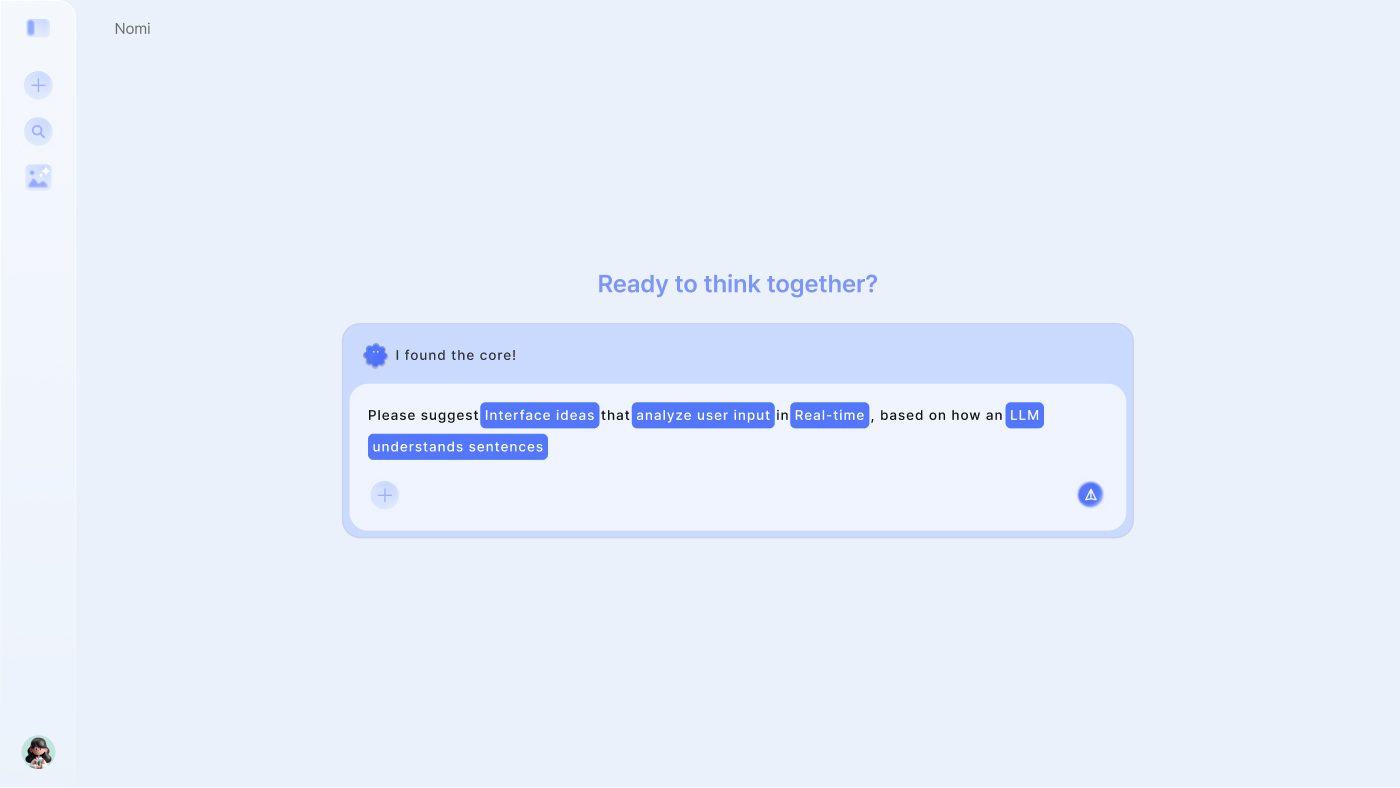 Nomi
Ready to think together?
I found the core!
Please suggest Interface ideas that analyze user input in Real-time, based on how an LLM
understands sentences